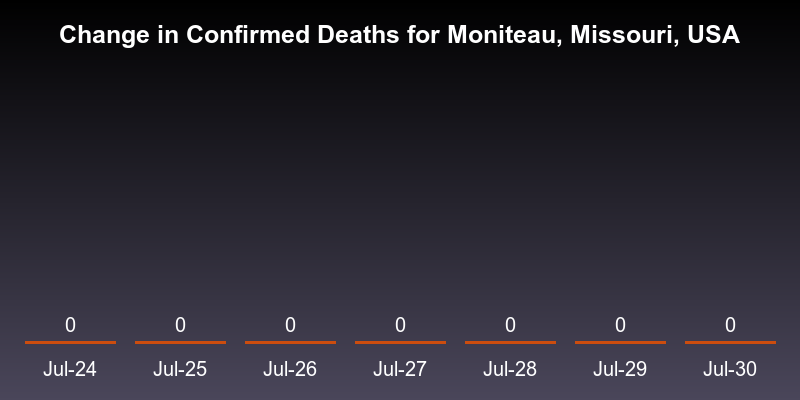 Change in Confirmed Deaths for Moniteau, Missouri, USA
0 0 0 0 0 0 0
Jul-24 Jul-25 Jul-26 Jul-27 Jul-28 Jul-29 Jul-30